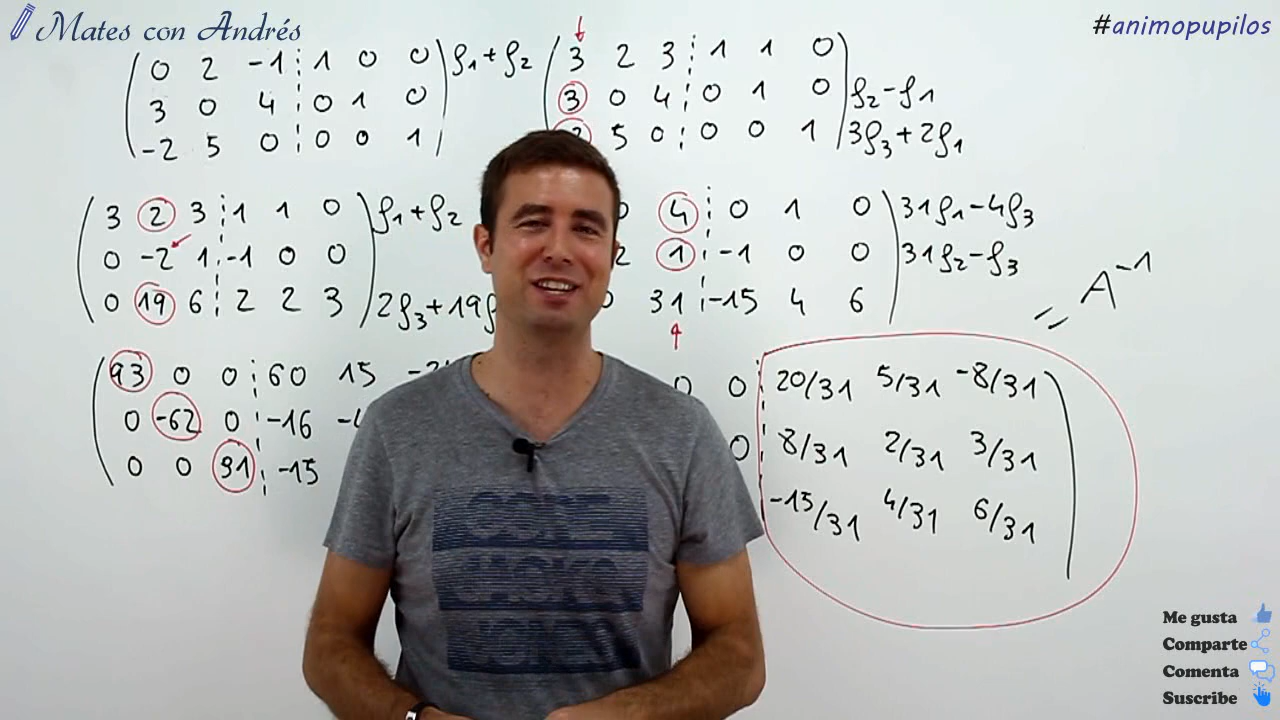 Mates con Andrés
#animopupilos
0 2 -1 ¦ 1 0 0 ƒ1+ƒ2
3 0 4 ¦ 0 1 0
-2 5 0 ¦ 0 0 1
3 2 3 ¦ 1 1 0
3 0 4 ¦ 0 1 0 ƒ2-ƒ1
5 0 ¦ 0 0 1 3ƒ3+2ƒ1
3 2 3 ¦ 1 1 0 ƒ1+ƒ2
0 -2 1 ¦ -1 0 0
0 19 6 ¦ 2 2 3 2ƒ3+19ƒ
4 ¦ 0 1 0 31ƒ1-4ƒ3
1 ¦ -1 0 0 31ƒ2-ƒ3
31 ¦ -15 4 6
= A-1
93 0 0 ¦ 60 15
0 -62 0 ¦ -16
0 0 31 ¦ -15
0 0 ¦ 20/31 5/31 -8/31
0 ¦ 8/31 2/31 3/31
-15/31 4/31 6/31
Me gusta
Comparte
Comenta
Suscribe